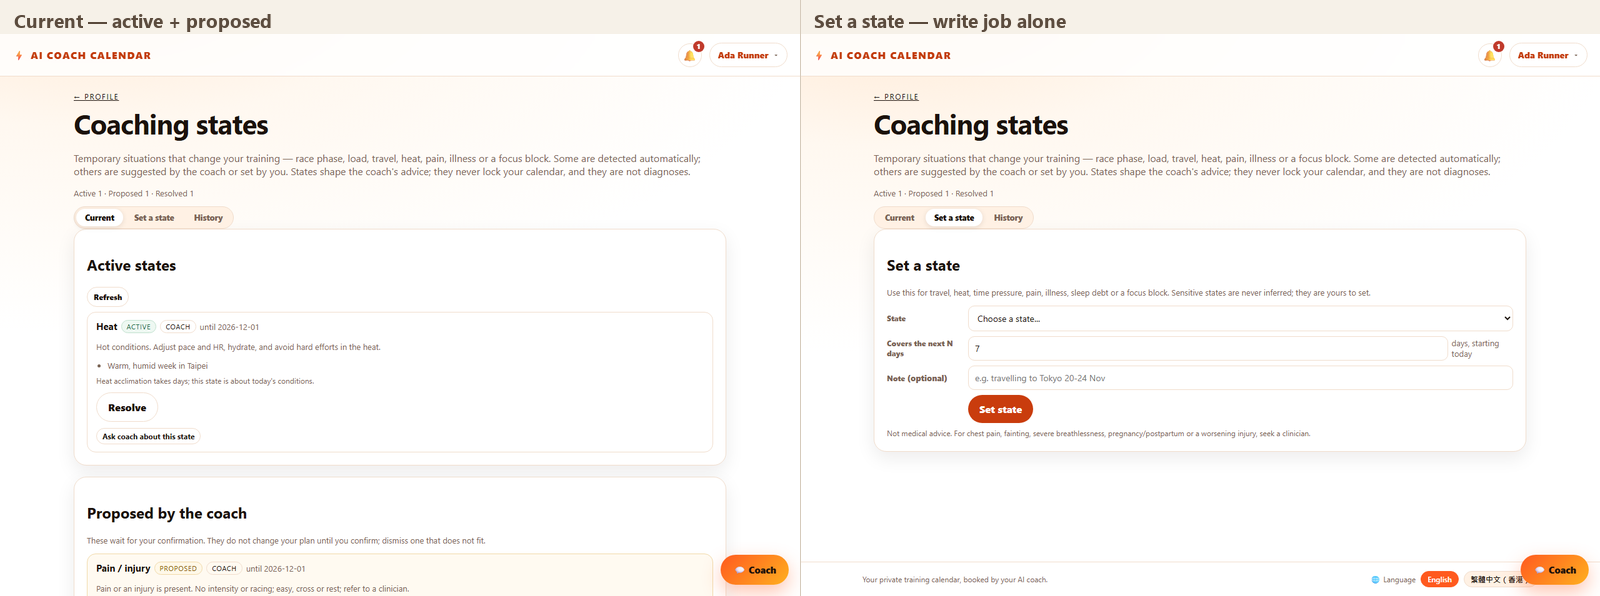 Current — active + proposed
AI COACH CALENDAR
1
Ada Runner
← PROFILE
Coaching states
Temporary situations that change your training — race phase, load, travel, heat, pain, illness or a focus block. Some are detected automatically;
others are suggested by the coach or set by you. States shape the coach's advice; they never lock your calendar, and they are not diagnoses.
Active 1 · Proposed 1 · Resolved 1
Current Set a state History
Active states
Refresh
Heat ACTIVE COACH until 2026-12-01
Hot conditions. Adjust pace and HR, hydrate, and avoid hard efforts in the heat.
• Warm, humid week in Taipei
Heat acclimation takes days; this state is about today's conditions.
Resolve
Ask coach about this state
Proposed by the coach
These wait for your confirmation. They do not change your plan until you confirm; dismiss one that does not fit.
Pain / injury PROPOSED COACH until 2026-12-01
Pain or an injury is present. No intensity or racing; easy, cross or rest; refer to a clinician.
Coach
Set a state — write job alone
AI COACH CALENDAR
1
Ada Runner
← PROFILE
Coaching states
Temporary situations that change your training — race phase, load, travel, heat, pain, illness or a focus block. Some are detected automatically;
others are suggested by the coach or set by you. States shape the coach's advice; they never lock your calendar, and they are not diagnoses.
Active 1 · Proposed 1 · Resolved 1
Current Set a state History
Set a state
Use this for travel, heat, time pressure, pain, illness, sleep debt or a focus block. Sensitive states are never inferred; they are yours to set.
State Choose a state...
Covers the next N
days
7
days, starting
today
Note (optional) e.g. travelling to Tokyo 20-24 Nov
Set state
Not medical advice. For chest pain, fainting, severe breathlessness, pregnancy/postpartum or a worsening injury, seek a clinician.
Your private training calendar, booked by your AI coach.
Language English 繁體中文 ( 香港
Coach